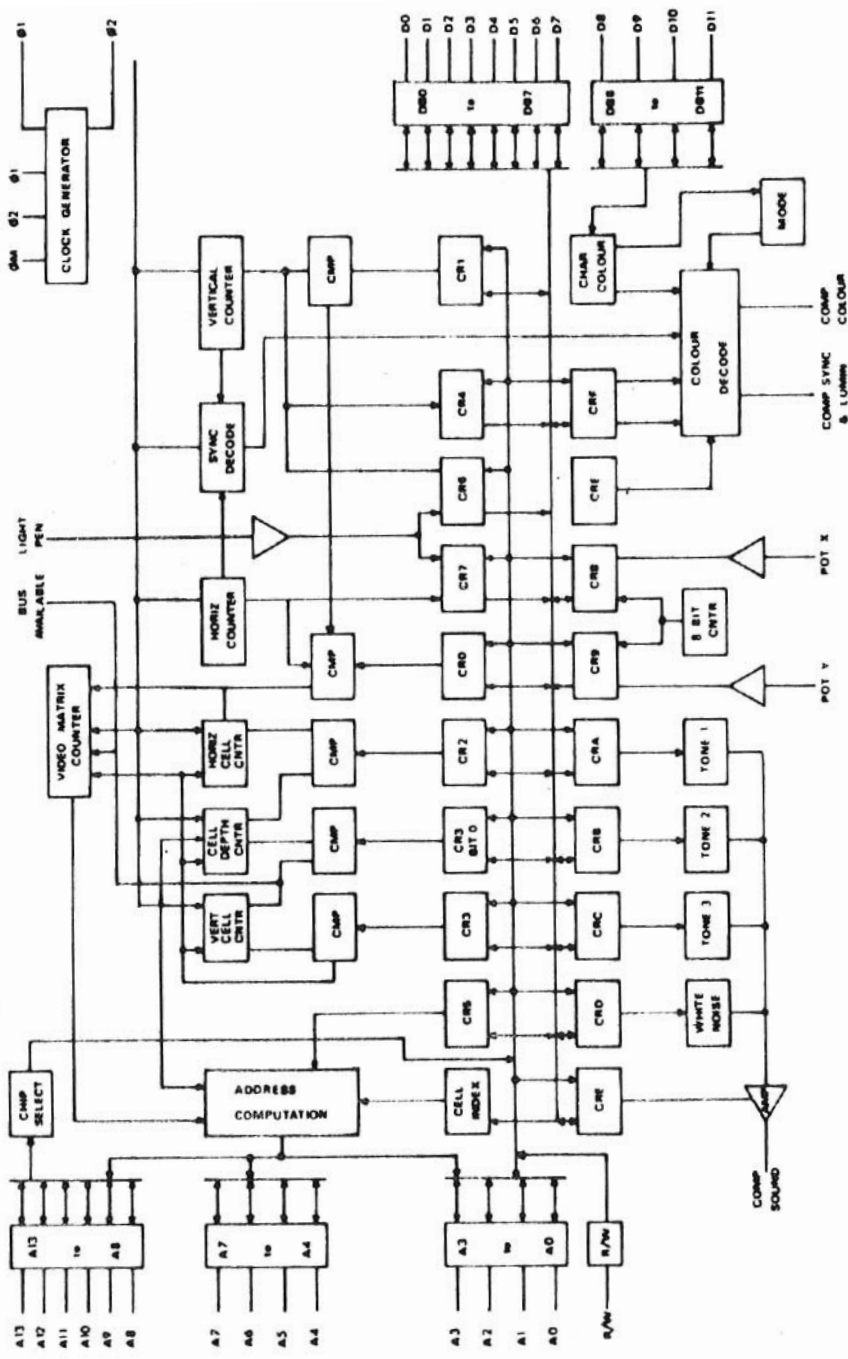 BUS
AVAILABLE
LIGHT
PEN
ØM
Ø2
Ø1
CLOCK GENERATOR
Ø1
Ø2
A13
A12
A11
A10
A9
A8
A13
to
A8
CHIP
SELECT
VIDEO MATRIX
COUNTER
A7
A6
A5
A4
A7
to
A4
ADDRESS
COMPUTATION
VERT
CELL
CNTR
CELL
DEPTH
CNTR
HORIZ
CELL
CNTR
HORIZ
COUNTER
SYNC
DECODE
VERTICAL
COUNTER
CMP
CMP
CMP
CMP
CMP
A3
A2
A1
A0
A3
to
A0
CELL
INDEX
CR5
CR3
CR3
BIT 0
CR2
CR0
CR7
CR6
CR4
CR1
DB0
to
DB7
D0
D1
D2
D3
D4
D5
D6
D7
R/W
R/W
CRE
CRD
CRC
CRB
CRA
CR9
CR8
CRE
CRF
CHAR
COLOUR
DB8
to
DB11
D8
D9
D10
D11
WHITE
NOISE
TONE 3
TONE 2
TONE 1
8 BIT
CNTR
COLOUR
DECODE
MODE
AMP
COMP
SOUND
POT Y
POT X
COMP SYNC
& LUMIN
COMP
COLOUR